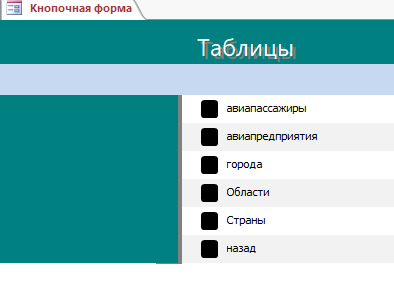 Кнопочная форма
Таблицы
авиапассажиры
авиапредприятия
города
Области
Страны
назад